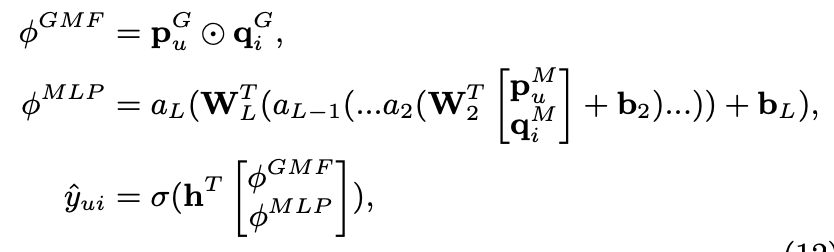 ϕ^{GMF} = p_u^G ⊙ q_i^G,
ϕ^{MLP} = a_L(W_L^T(a_{L−1}(...a_2(W_2^T [p_u^M; q_i^M] + b_2)...)) + b_L),
ŷ_{ui} = σ(h^T [ϕ^{GMF}; ϕ^{MLP}]),